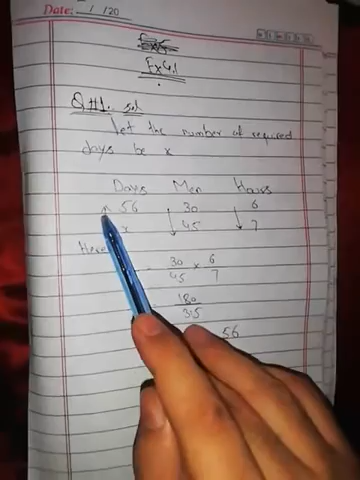 Date: / /20
Ex 4.1
Q #1. sol
let the number of required
days be x
Days Men Hours
56 30 6
x 45 7
Here
30/45 × 6/7
180/315
56